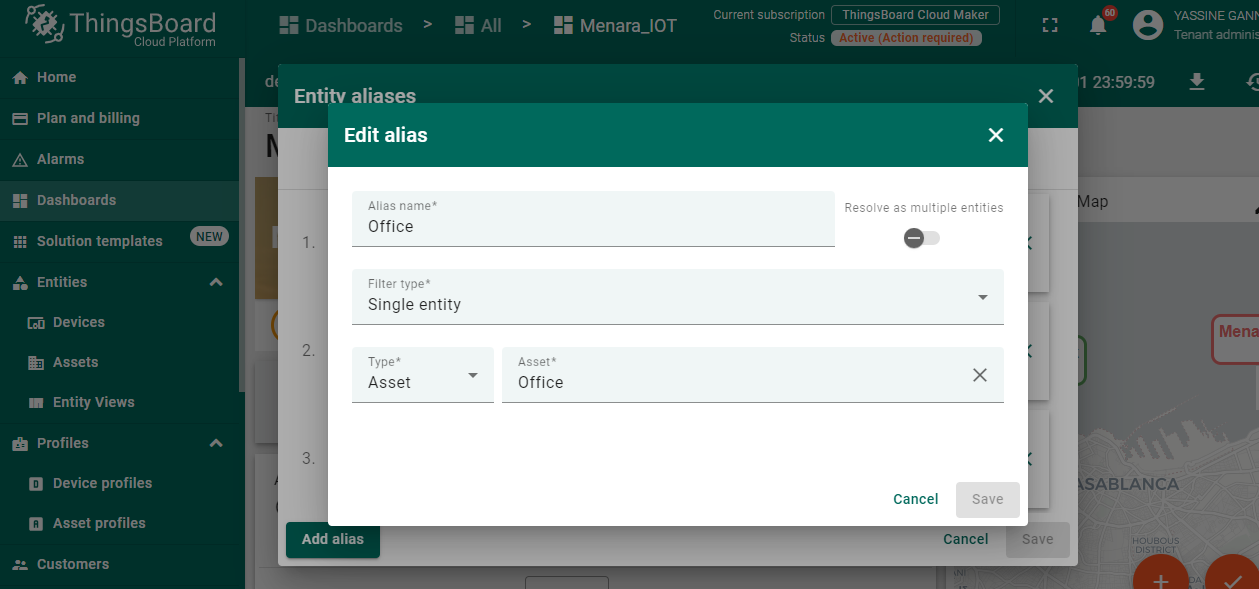 ThingsBoard
Cloud Platform
Dashboards > All > Menara_IOT
Current subscription ThingsBoard Cloud Maker
Status Active (Action required)
60
YASSINE GANN
Tenant adminis
Home
Plan and billing
Alarms
Dashboards
Solution templates NEW
Entities
Devices
Assets
Entity Views
Profiles
Device profiles
Asset profiles
Customers
de
01 23:59:59
Entity aliases
Edit alias
Alias name*
Office
Resolve as multiple entities
Filter type*
Single entity
Type*
Asset
Asset*
Office
Cancel
Save
1.
2.
3.
Add alias
Cancel
Save
Map
Mena
ASABLANCA
HOUBOUS
DISTRICT